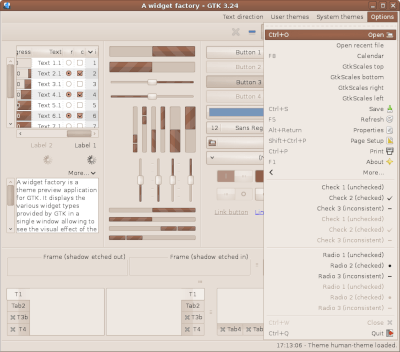 A widget factory – GTK 3.24
Text direction User themes System themes Options
Ctrl+O Open
Open recent file
F8 Calendar
GtkScales top
GtkScales bottom
GtkScales right
GtkScales left
Ctrl+S Save
F5 Refresh
Alt+Return Properties
Shift+Ctrl+P Page Setup
Ctrl+P Print
F1 About
More...
Check 1 (unchecked)
Check 2 (checked)
Check 3 (inconsistent)
Check 1 (unchecked)
Check 2 (checked)
Check 3 (inconsistent)
Radio 1 (unchecked)
Radio 2 (checked)
Radio 3 (inconsistent)
Radio 1 (unchecked)
Radio 2 (checked)
Radio 3 (inconsistent)
Ctrl+W Close
Ctrl+Q Quit
gress Text r c i
Text 1.1 1
Text 2.1 2
Text 3.1 3
Text 4.1 4
Text 5.1 5
Text 6.1 6
Text 7.1 7
Label 2 Label 1
More...
A widget factory is a
theme preview application
for GTK. It displays the
various widget types
provided by GTK in a
single window allowing to
see the visual effect of the
Button 1
Button 2
Button 3
Button 4
12 Sans Reg
Link button
Frame (shadow etched out) Frame (shadow etched in)
T1 T1
Tab2 Tab2
T3b T3b
T4 T4
Tab4
17:13:06 - Theme human-theme loaded.